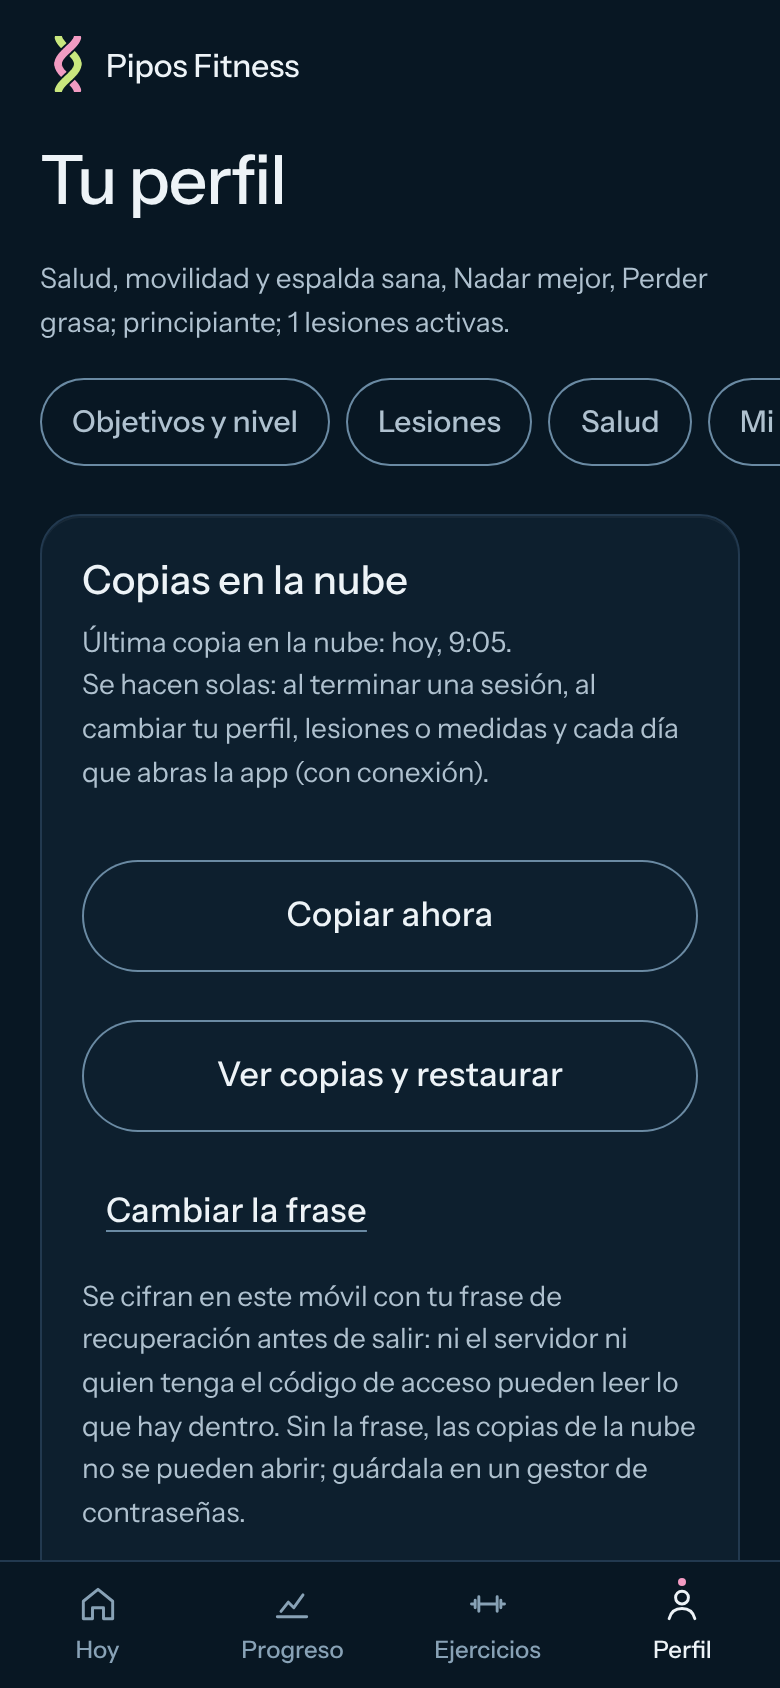 Pipos Fitness
Tu perfil
Salud, movilidad y espalda sana, Nadar mejor, Perder
grasa; principiante; 1 lesiones activas.
Objetivos y nivel
Lesiones
Salud
Mi
Copias en la nube
Última copia en la nube: hoy, 9:05.
Se hacen solas: al terminar una sesión, al
cambiar tu perfil, lesiones o medidas y cada día
que abras la app (con conexión).
Copiar ahora
Ver copias y restaurar
Cambiar la frase
Se cifran en este móvil con tu frase de
recuperación antes de salir: ni el servidor ni
quien tenga el código de acceso pueden leer lo
que hay dentro. Sin la frase, las copias de la nube
no se pueden abrir; guárdala en un gestor de
contraseñas.
Hoy
Progreso
Ejercicios
Perfil